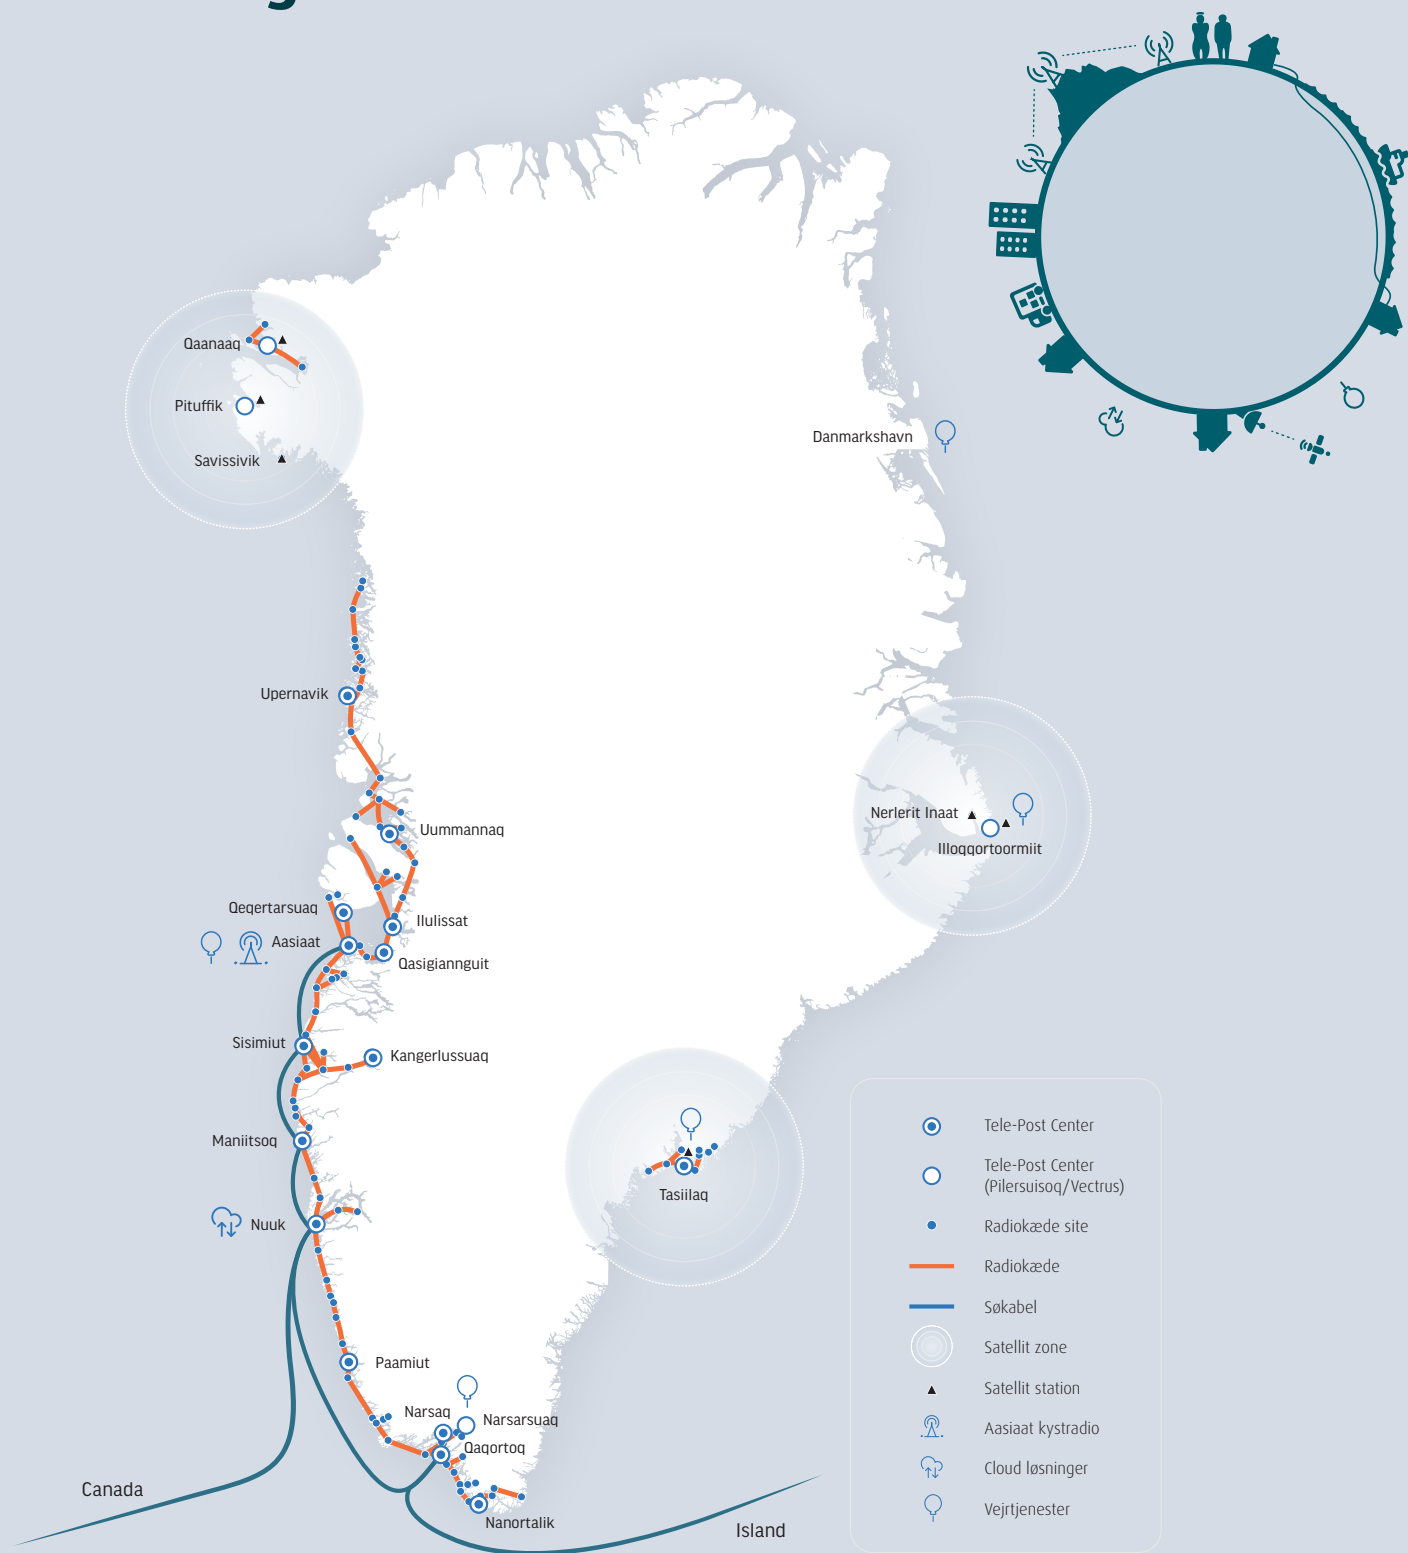 Qaanaaq
Pituffik
Savissivik
Danmarkshavn
Upernavik
Nerlerit Inaat
Illoqqortoormiit
Uummannaq
Qeqertarsuaq
Ilulissat
Aasiaat
Qasigiannguit
Sisimiut
Kangerlussuaq
Maniitsoq
Tasiilaq
Nuuk
Paamiut
Narsaq
Narsarsuaq
Qaqortoq
Canada
Nanortalik
Island
Tele-Post Center
Tele-Post Center
(Pilersuisoq/Vectrus)
Radiokæde site
Radiokæde
Søkabel
Satellit zone
Satellit station
Aasiaat kystradio
Cloud løsninger
Vejrtjenester